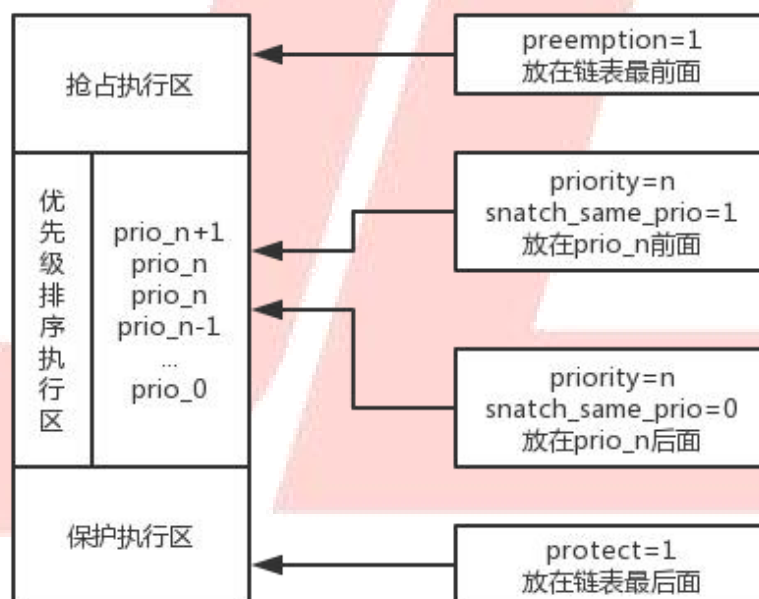 抢占执行区
优先级排序执行区
prio_n+1
prio_n
prio_n
prio_n-1
...
prio_0
保护执行区
preemption=1
放在链表最前面
priority=n
snatch_same_prio=1
放在prio_n前面
priority=n
snatch_same_prio=0
放在prio_n后面
protect=1
放在链表最后面